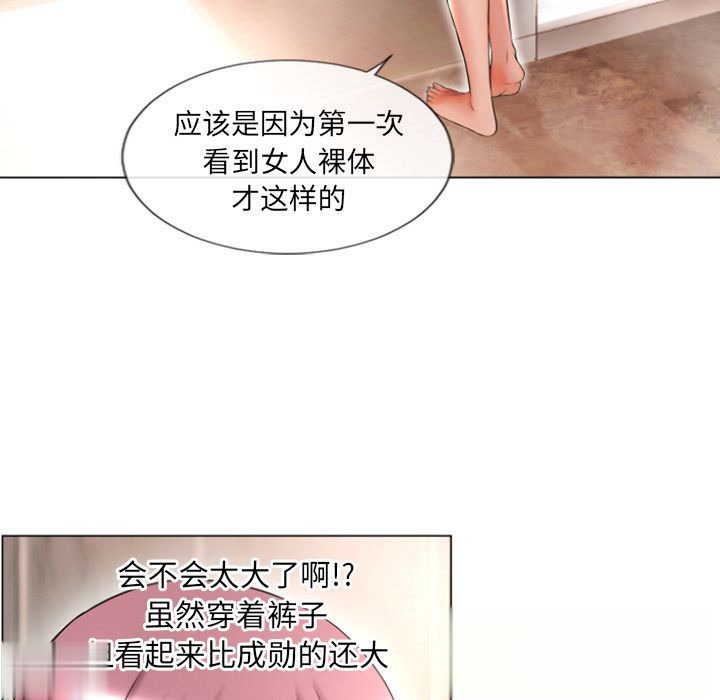 应该是因为第一次
看到女人裸体
才这样的
会不会太大了啊!?
虽然穿着裤子
但看起来比成勋的还大